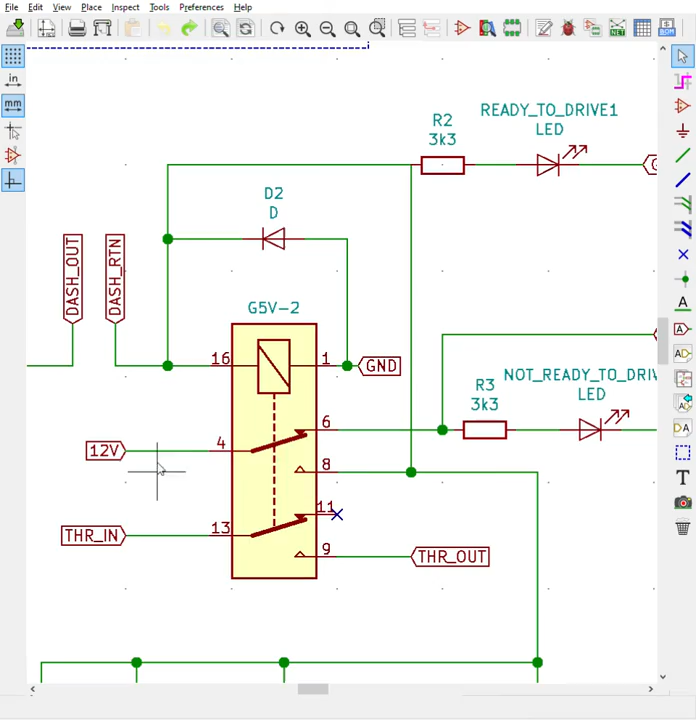 File Edit View Place Inspect Tools Preferences Help
in
mm
READY_TO_DRIVE1
LED
R2
3k3
D2
D
DASH_OUT
DASH_RTN
G5V-2
16
1
GND
NOT_READY_TO_DRIV
LED
R3
3k3
6
12V
4
8
11
THR_IN
13
9
THR_OUT